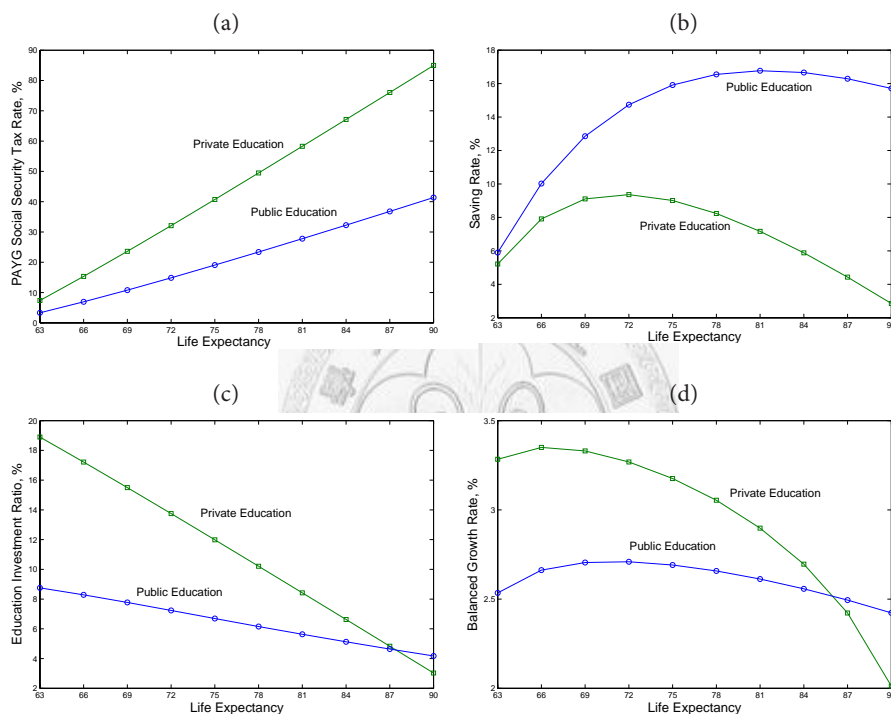 (a)
PAYG Social Security Tax Rate, %
90
80
70
60
50
40
30
20
10
0
Private Education
Public Education
63 66 69 72 75 78 81 84 87 90
Life Expectancy
(b)
Saving Rate, %
18
16
14
12
10
8
6
4
2
Public Education
Private Education
63 66 69 72 75 78 81 84 87 90
Life Expectancy
(c)
Education Investment Ratio, %
20
18
16
14
12
10
8
6
4
2
Private Education
Public Education
63 66 69 72 75 78 81 84 87 90
Life Expectancy
(d)
Balanced Growth Rate, %
3.5
3
2.5
2
Private Education
Public Education
63 66 69 72 75 78 81 84 87
Life Expectancy